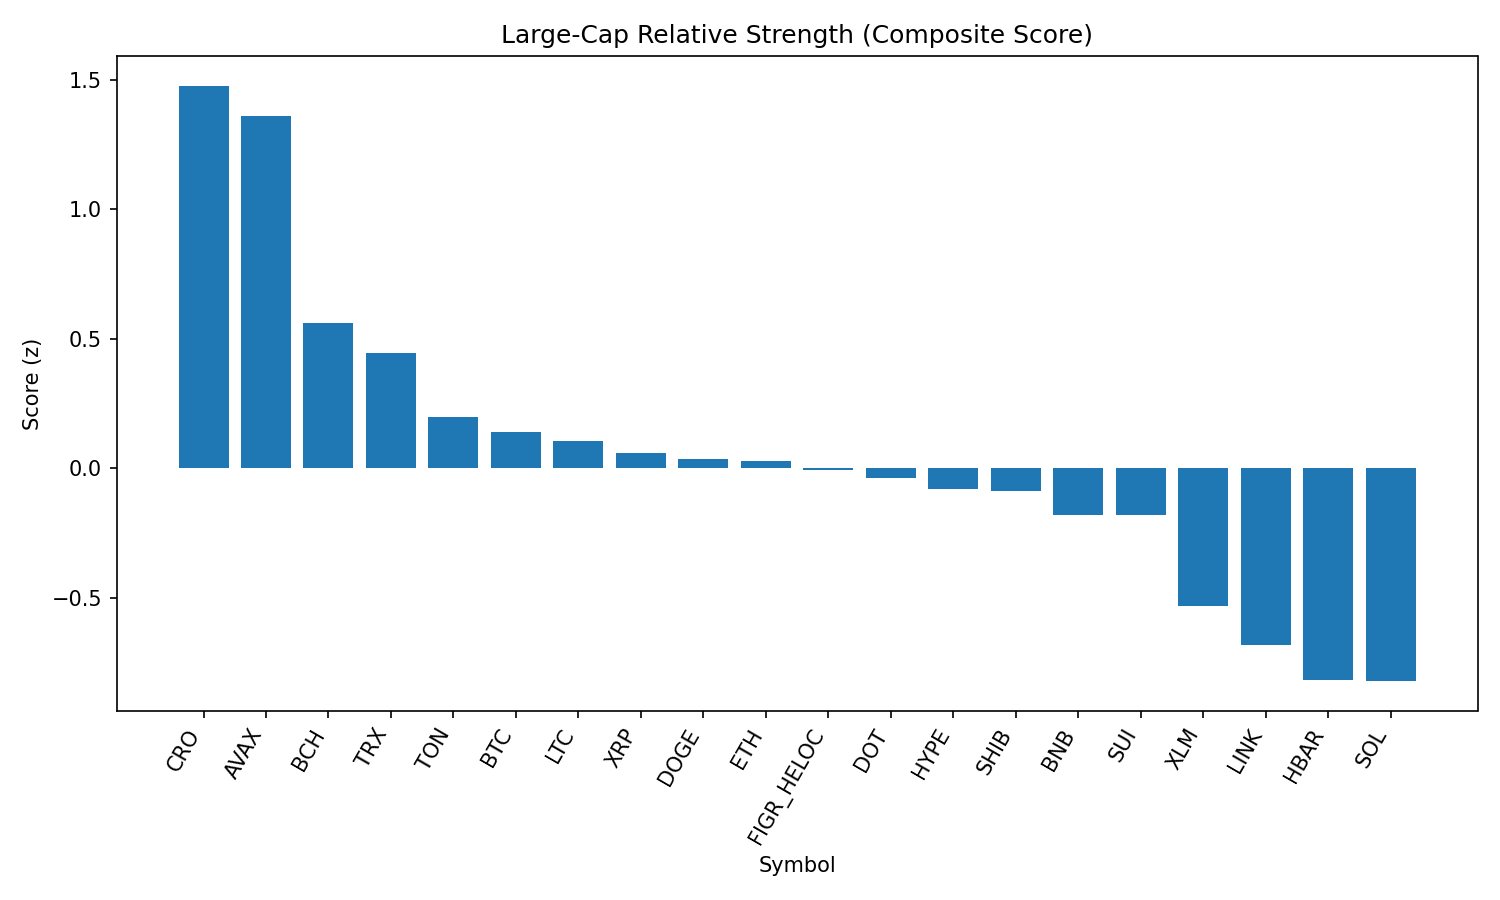 Large-Cap Relative Strength (Composite Score)
Score (z)
1.5
1.0
0.5
0.0
−0.5
CRO
AVAX
BCH
TRX
TON
BTC
LTC
XRP
DOGE
ETH
FIGR_HELOC
DOT
HYPE
SHIB
BNB
SUI
XLM
LINK
HBAR
SOL
Symbol